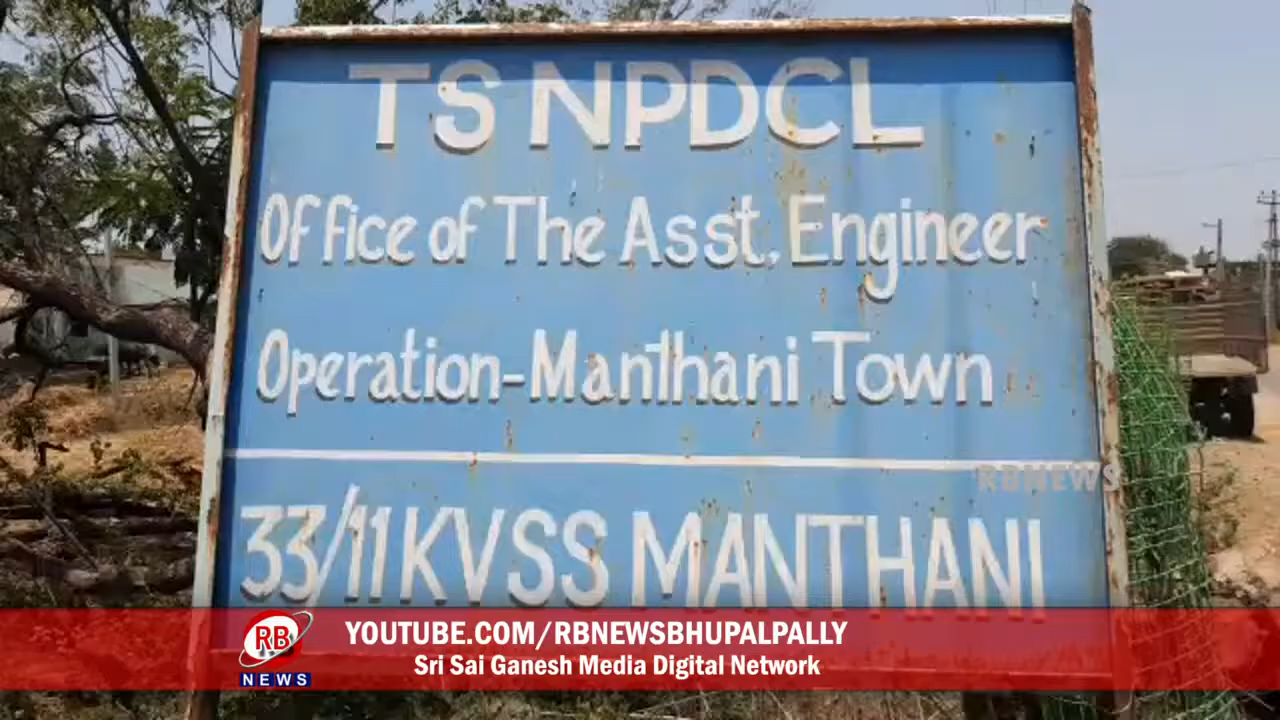 TS NPDCL
Office of The Asst. Engineer
Operation-Manthani Town
33/11KVSS MANTHANI
RBNEWS
RB
NEWS
YOUTUBE.COM/RBNEWSBHUPALPALLY
Sri Sai Ganesh Media Digital Network